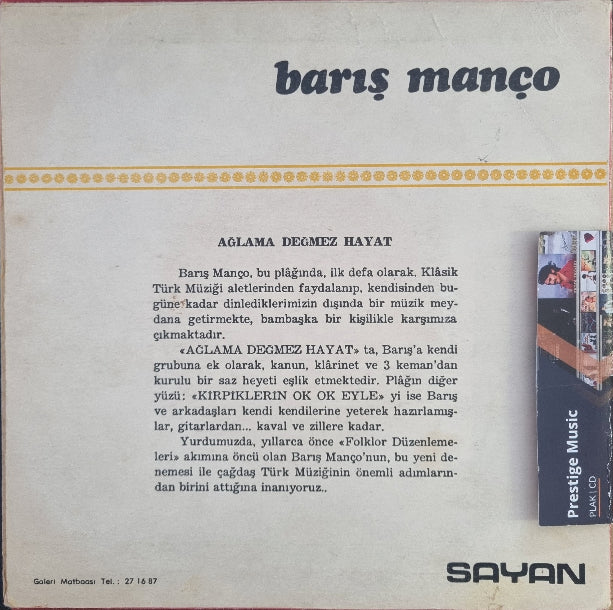 barış manço
AĞLAMA DEĞMEZ HAYAT
Barış Manço, bu plâğında, ilk defa olarak. Klâsik
Türk Müziği aletlerinden faydalanıp, kendisinden bu-
güne kadar dinlediklerimizin dışında bir müzik mey-
dana getirmekte, bambaşka bir kişilikle karşımıza
çıkmaktadır.
«AĞLAMA DEĞMEZ HAYAT» ta, Barış'a kendi
grubuna ek olarak, kanun, klârinet ve 3 keman'dan
kurulu bir saz heyeti eşlik etmektedir. Plâğın diğer
yüzü: «KİRPİKLERİN OK OK EYLE» yi ise Barış
ve arkadaşları kendi kendilerine yeterek hazırlamış-
lar, gitarlardan... kaval ve zillere kadar.
Yurdumuzda, yıllarca önce «Folklor Düzenleme-
leri» akımına öncü olan Barış Manço'nun, bu yeni de-
nemesi ile çağdaş Türk Müziğinin önemli adımların-
dan birini attığına inanıyoruz..
Prestige Music
PLAK | CD
SAYAN
Galeri Matbaası Tel. : 27 16 87